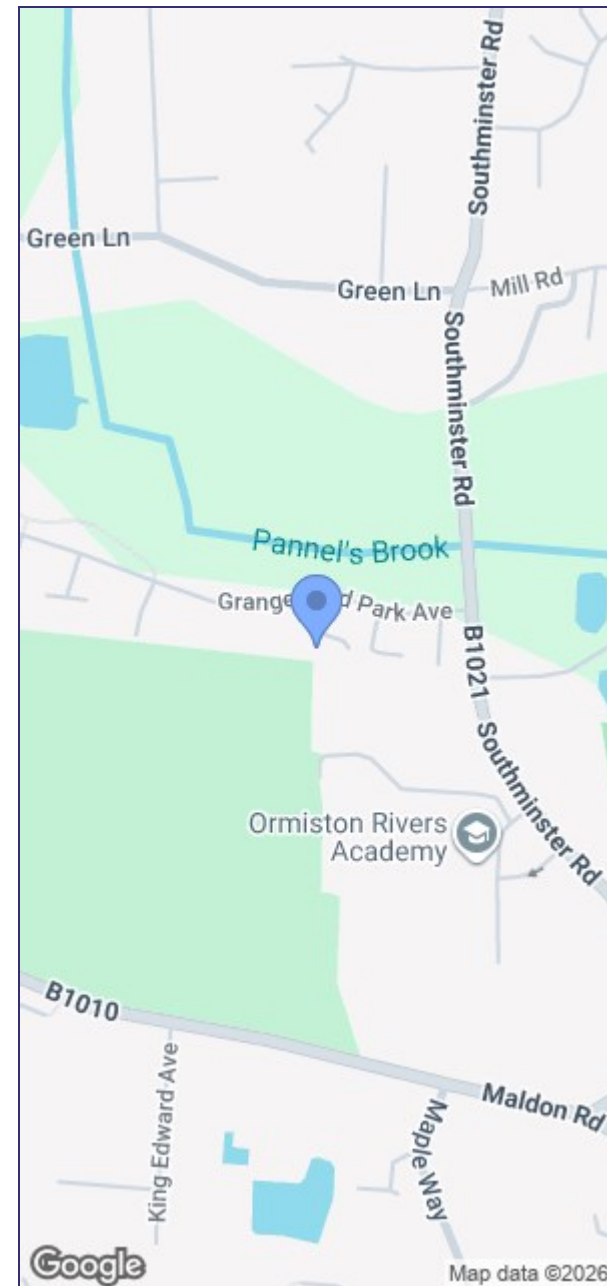 Southminster Rd
Green Ln
Green Ln
Mill Rd
Southminster Rd
Pannel's Brook
Park Ave
B1021
Southminster Rd
Ormiston Rivers
Academy
B1010
King Edward Ave
Maple Way
Maldon Rd
Google
Map data ©2026